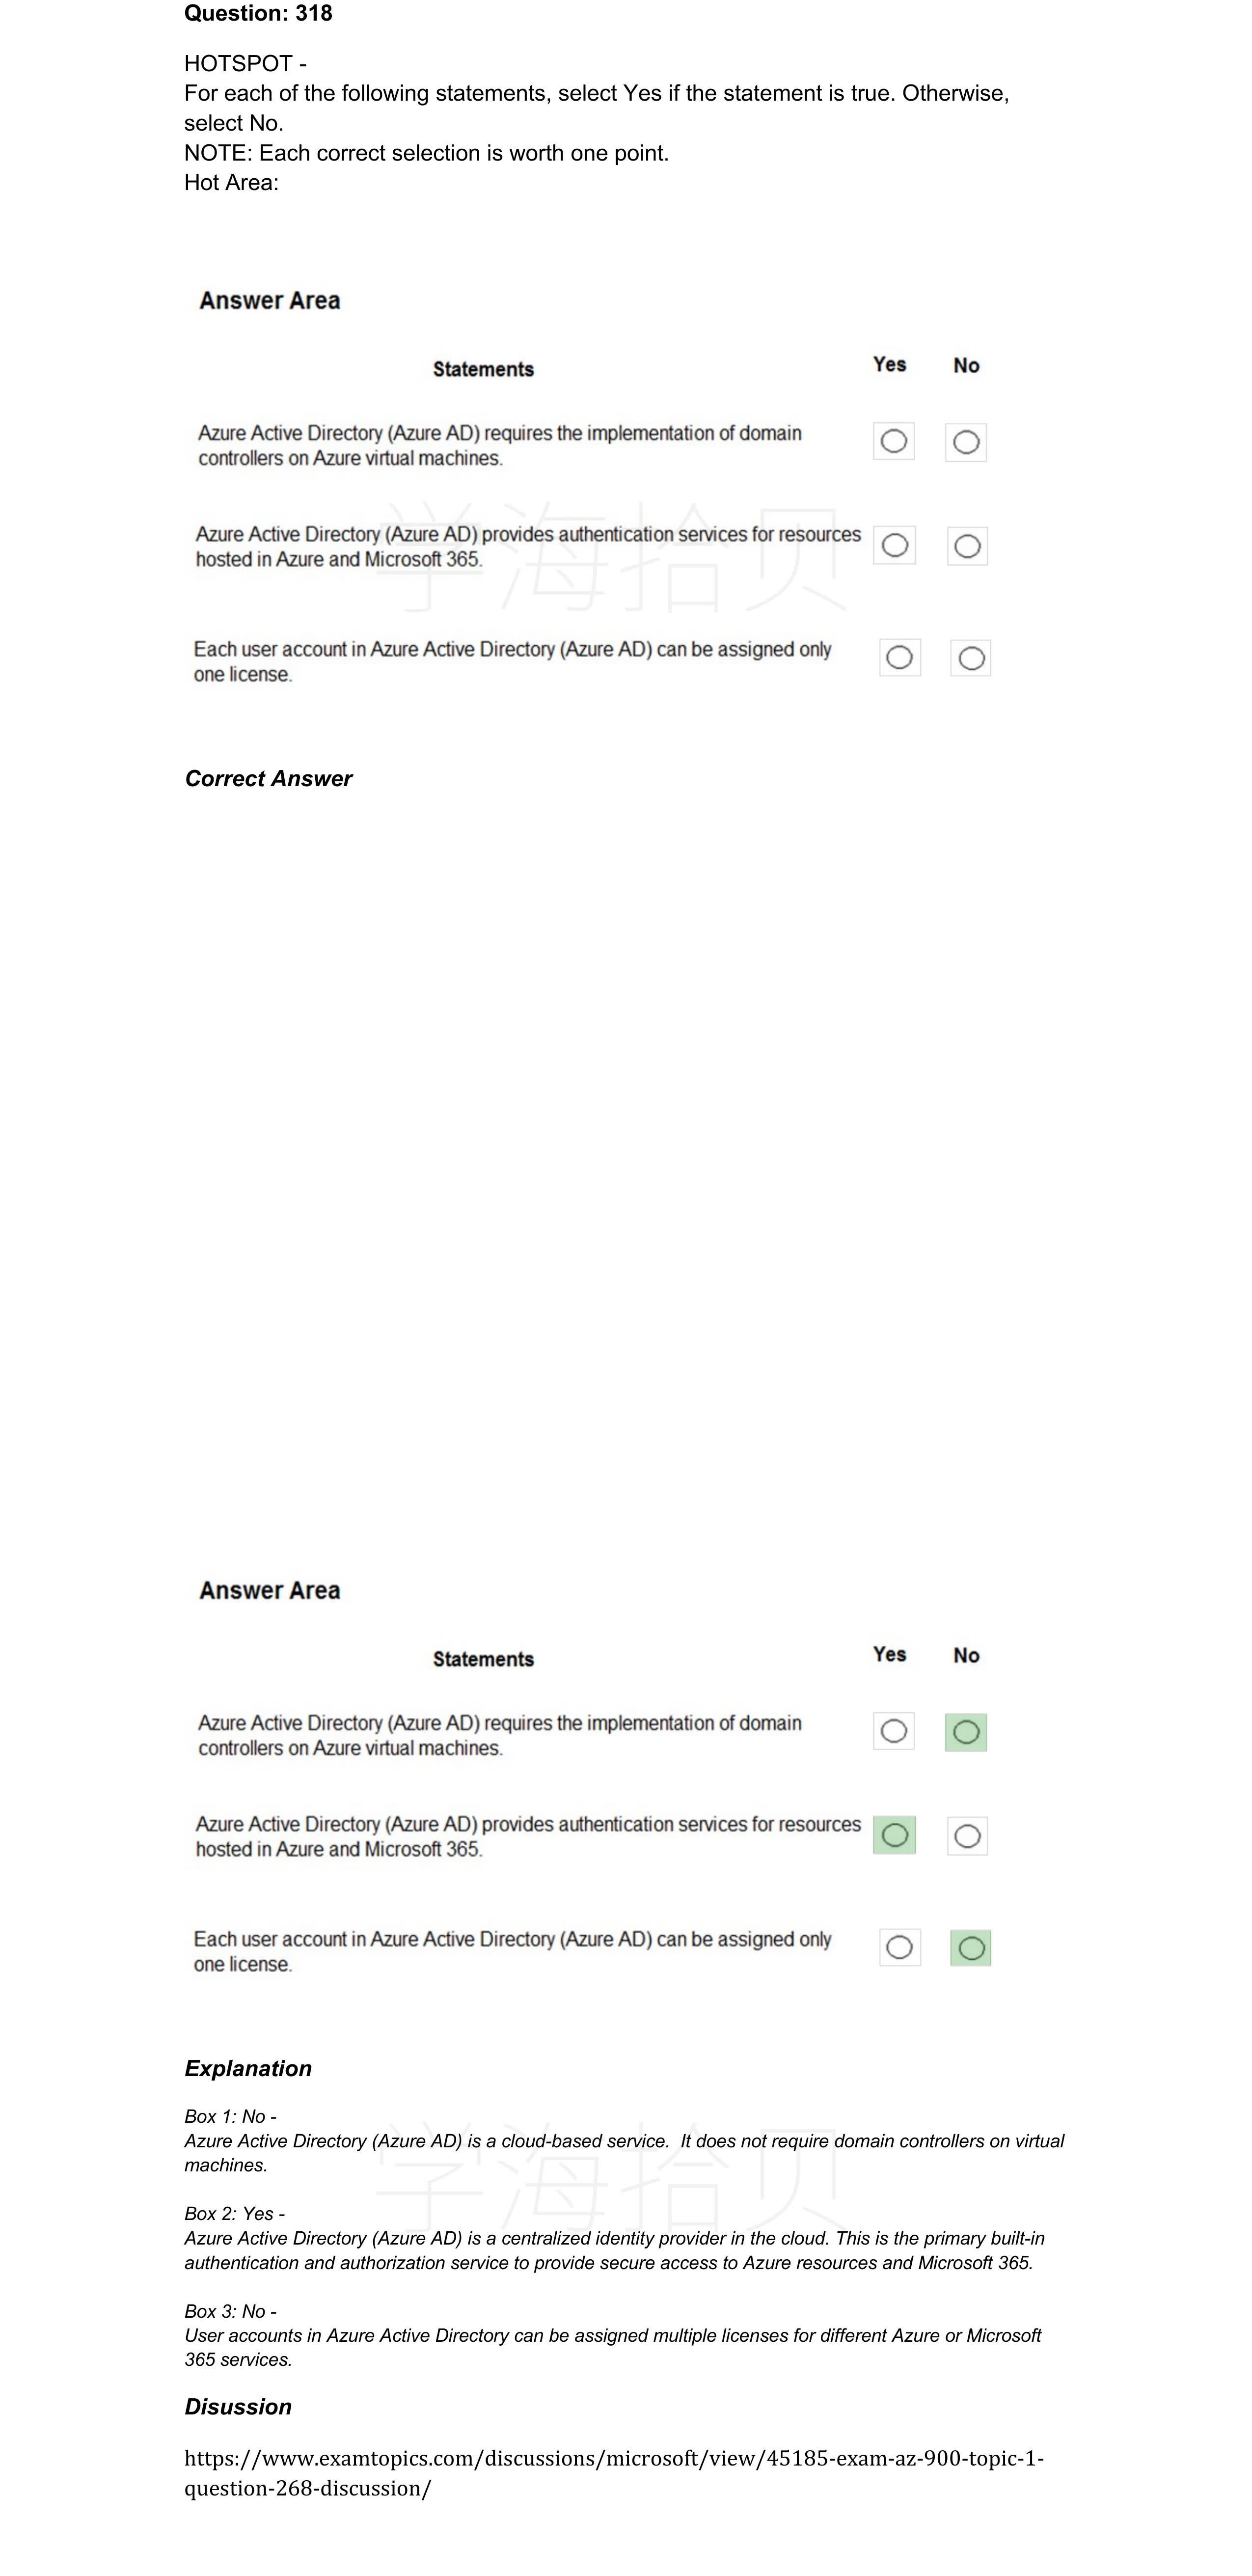 Question: 318
HOTSPOT -
For each of the following statements, select Yes if the statement is true. Otherwise,
select No.
NOTE: Each correct selection is worth one point.
Hot Area:
Answer Area
Statements Yes No
Azure Active Directory (Azure AD) requires the implementation of domain
controllers on Azure virtual machines.
学海拾贝
Azure Active Directory (Azure AD) provides authentication services for resources
hosted in Azure and Microsoft 365.
Each user account in Azure Active Directory (Azure AD) can be assigned only
one license.
Correct Answer
Answer Area
Statements Yes No
Azure Active Directory (Azure AD) requires the implementation of domain
controllers on Azure virtual machines.
Azure Active Directory (Azure AD) provides authentication services for resources
hosted in Azure and Microsoft 365.
Each user account in Azure Active Directory (Azure AD) can be assigned only
one license.
Explanation
Box 1: No -
Azure Active Directory (Azure AD) is a cloud-based service.  It does not require domain controllers on virtual
machines.
学海拾贝
Box 2: Yes -
Azure Active Directory (Azure AD) is a centralized identity provider in the cloud. This is the primary built-in
authentication and authorization service to provide secure access to Azure resources and Microsoft 365.
Box 3: No -
User accounts in Azure Active Directory can be assigned multiple licenses for different Azure or Microsoft
365 services.
Disussion
https://www.examtopics.com/discussions/microsoft/view/45185-exam-az-900-topic-1-
question-268-discussion/